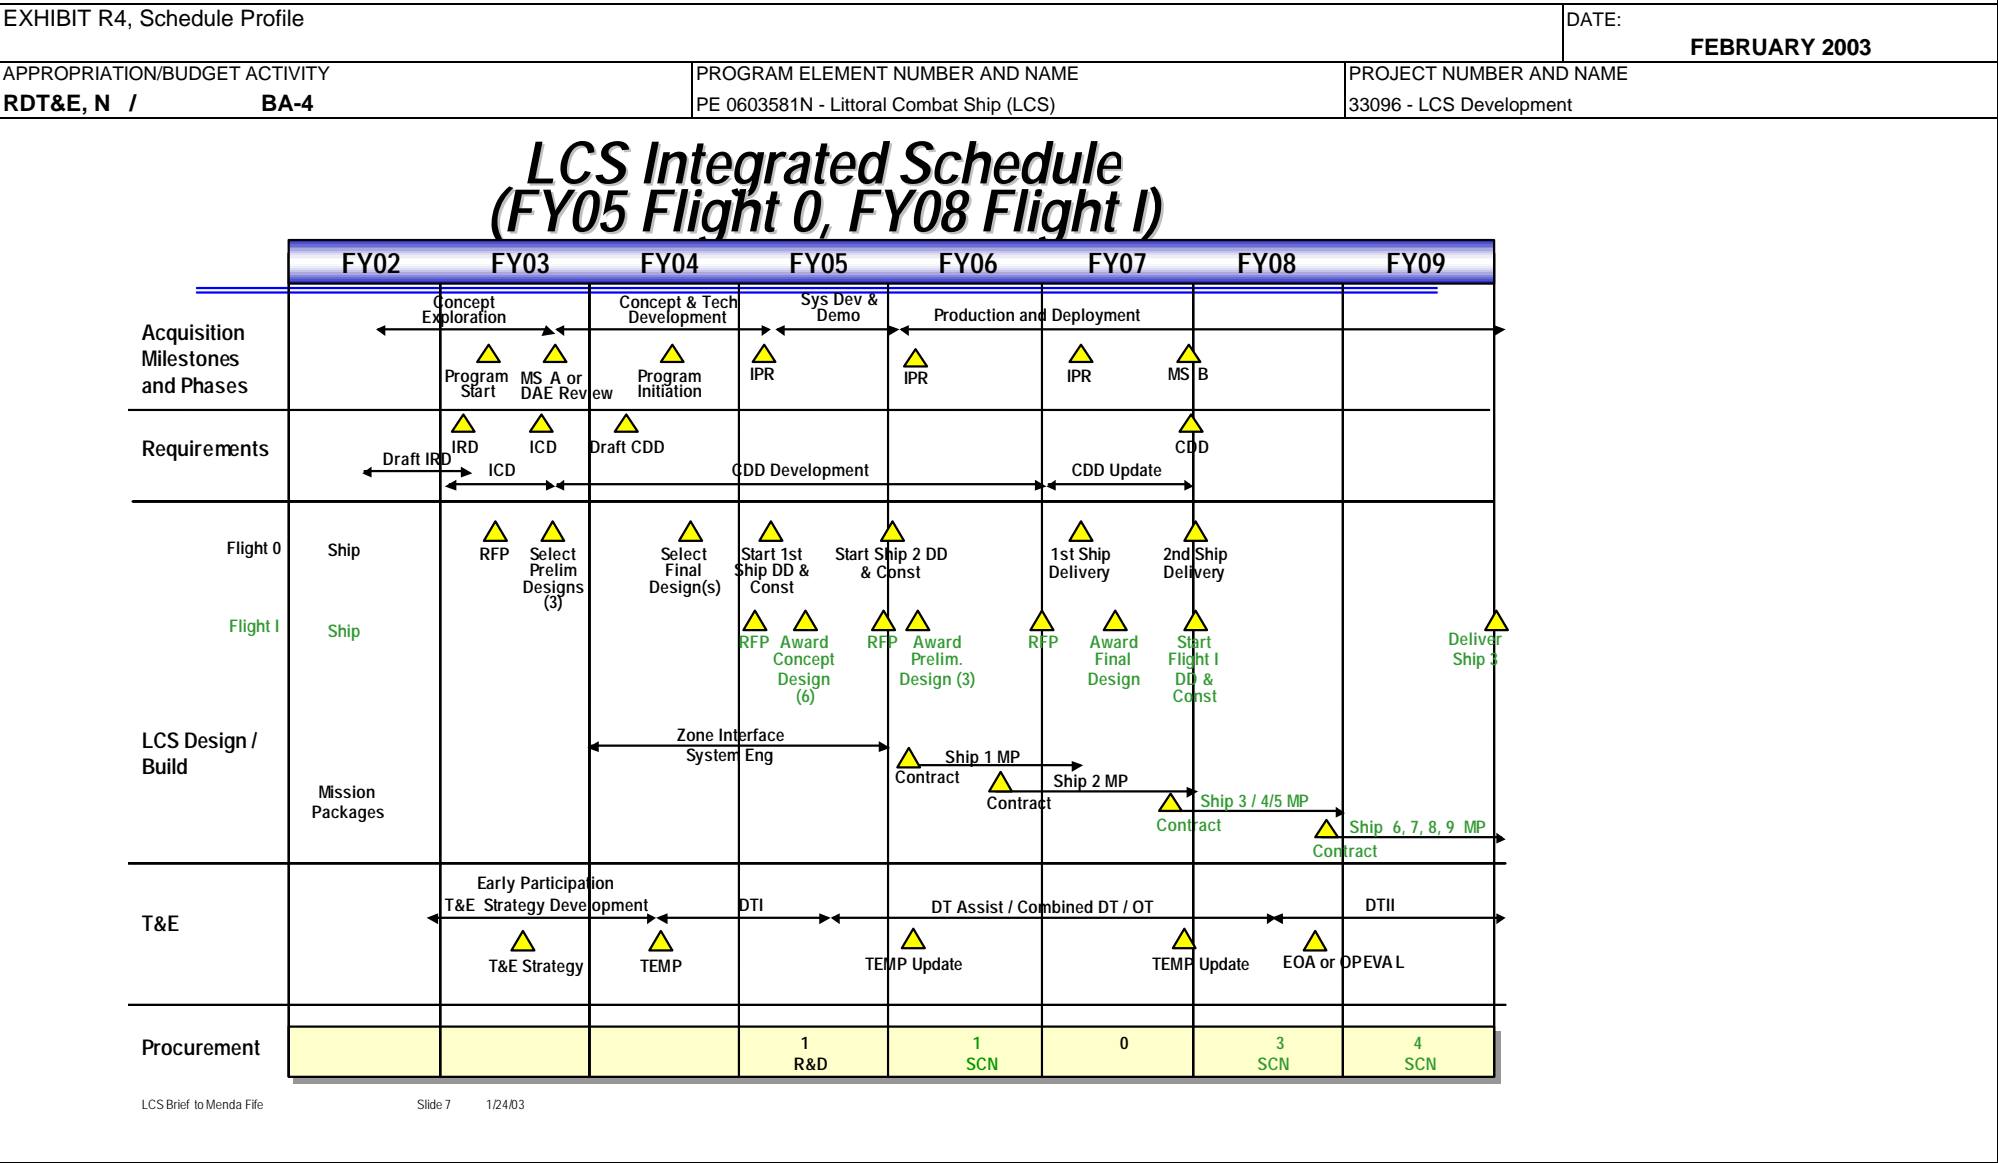 EXHIBIT R4, Schedule Profile
DATE:
FEBRUARY 2003
APPROPRIATION/BUDGET ACTIVITY
PROGRAM ELEMENT NUMBER AND NAME
PROJECT NUMBER AND NAME
RDT&E, N / BA-4
PE 0603581N - Littoral Combat Ship (LCS)
33096 - LCS Development
LCS Integrated Schedule
(FY05 Flight 0, FY08 Flight I)
FY02 FY03 FY04 FY05 FY06 FY07 FY08 FY09
Acquisition
Milestones
and Phases
Concept
Exploration
Concept & Tech
Development
Sys Dev &
Demo
Production and Deployment
Program
Start
MS A or
DAE Review
Program
Initiation
IPR
IPR
IPR
MS B
Requirements
IRD
ICD
Draft CDD
CDD
Draft IRD
ICD
CDD Development
CDD Update
LCS Design /
Build
Flight 0
Ship
RFP
Select
Prelim
Designs
(3)
Select
Final
Design(s)
Start 1st
Ship DD &
Const
Start Ship 2 DD
& Const
1st Ship
Delivery
2nd Ship
Delivery
Flight I
Ship
RFP
Award
Concept
Design
(6)
RFP
Award
Prelim.
Design (3)
RFP
Award
Final
Design
Start
Flight I
DD &
Const
Deliver
Ship 3
Mission
Packages
Zone Interface
System Eng
Ship 1 MP
Contract
Ship 2 MP
Contract
Ship 3 / 4/5 MP
Contract
Ship 6, 7, 8, 9 MP
Contract
T&E
Early Participation
T&E Strategy Development
DTI
DT Assist / Combined DT / OT
DTII
T&E Strategy
TEMP
TEMP Update
TEMP Update
EOA or OPEVAL
Procurement
1
R&D
1
SCN
0
3
SCN
4
SCN
LCS Brief to Menda Fife Slide 7 1/24/03